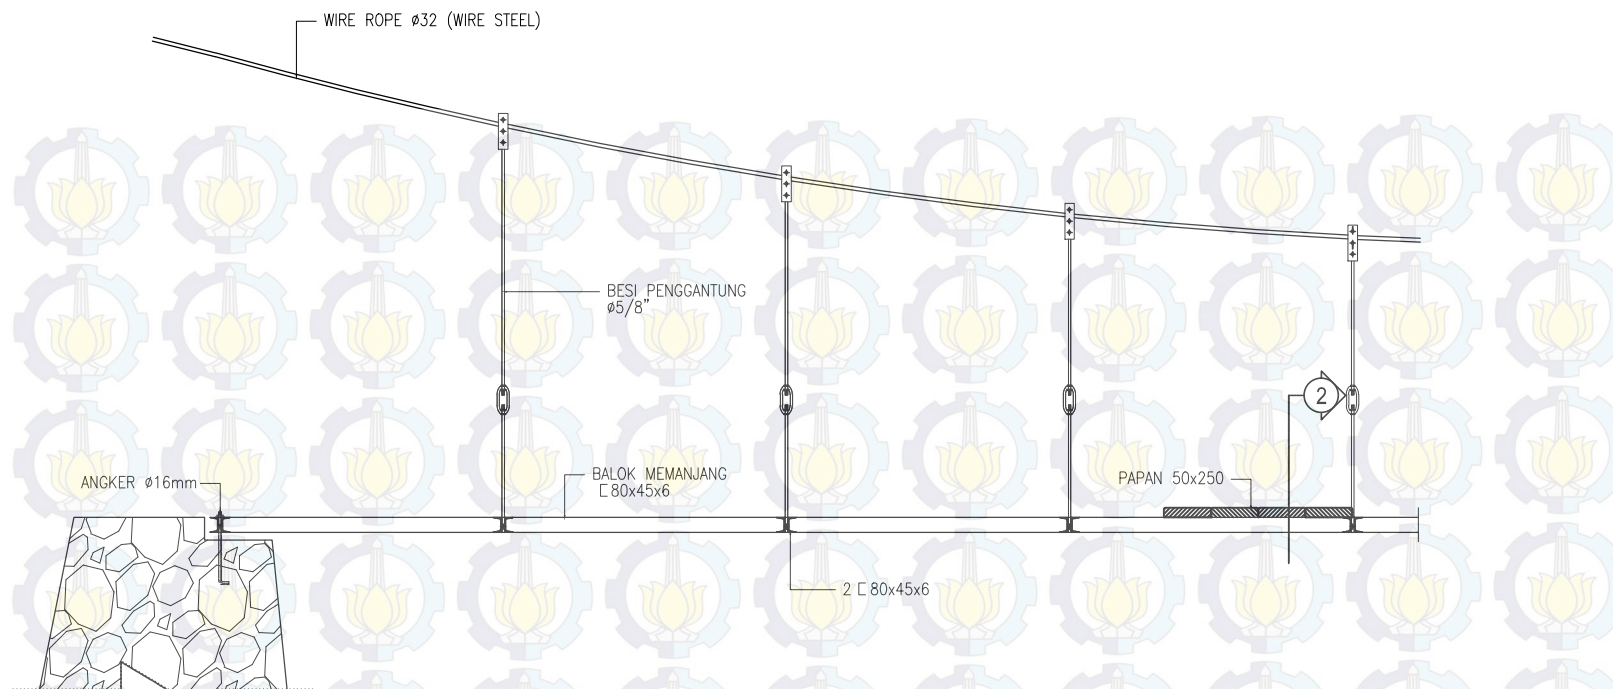 WIRE ROPE ø32 (WIRE STEEL)
BESI PENGGANTUNG
ø5/8"
2
ANGKER ø16mm
BALOK MEMANJANG
⊏80x45x6
PAPAN 50x250
2 ⊏80x45x6